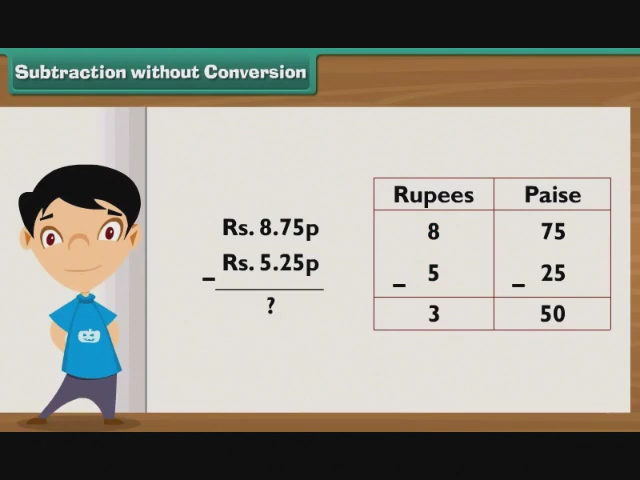 Subtraction without Conversion
Rs. 8.75p
_ Rs. 5.25p
?
Rupees Paise
8 75
_ 5 _ 25
3 50